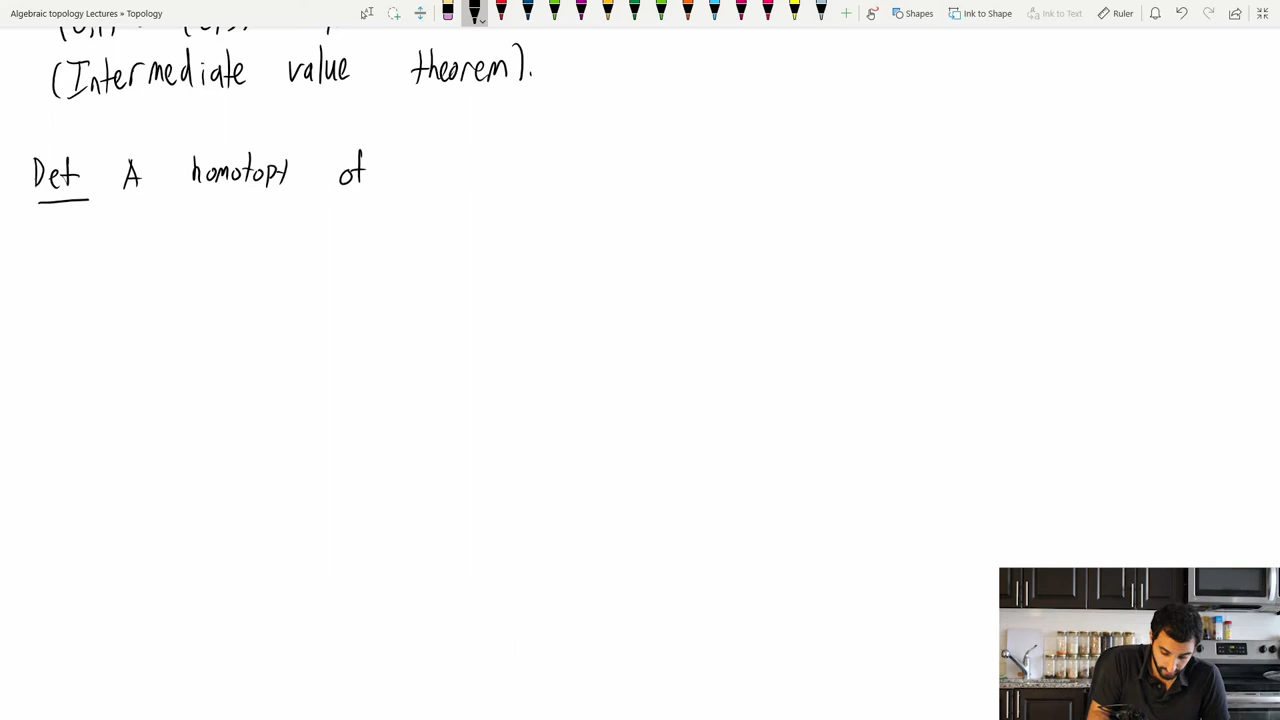 Algebraic topology Lectures » Topology
Shapes
Ink to Shape
Ink to Text
Ruler
(Intermediate value theorem).
Def A homotopy of